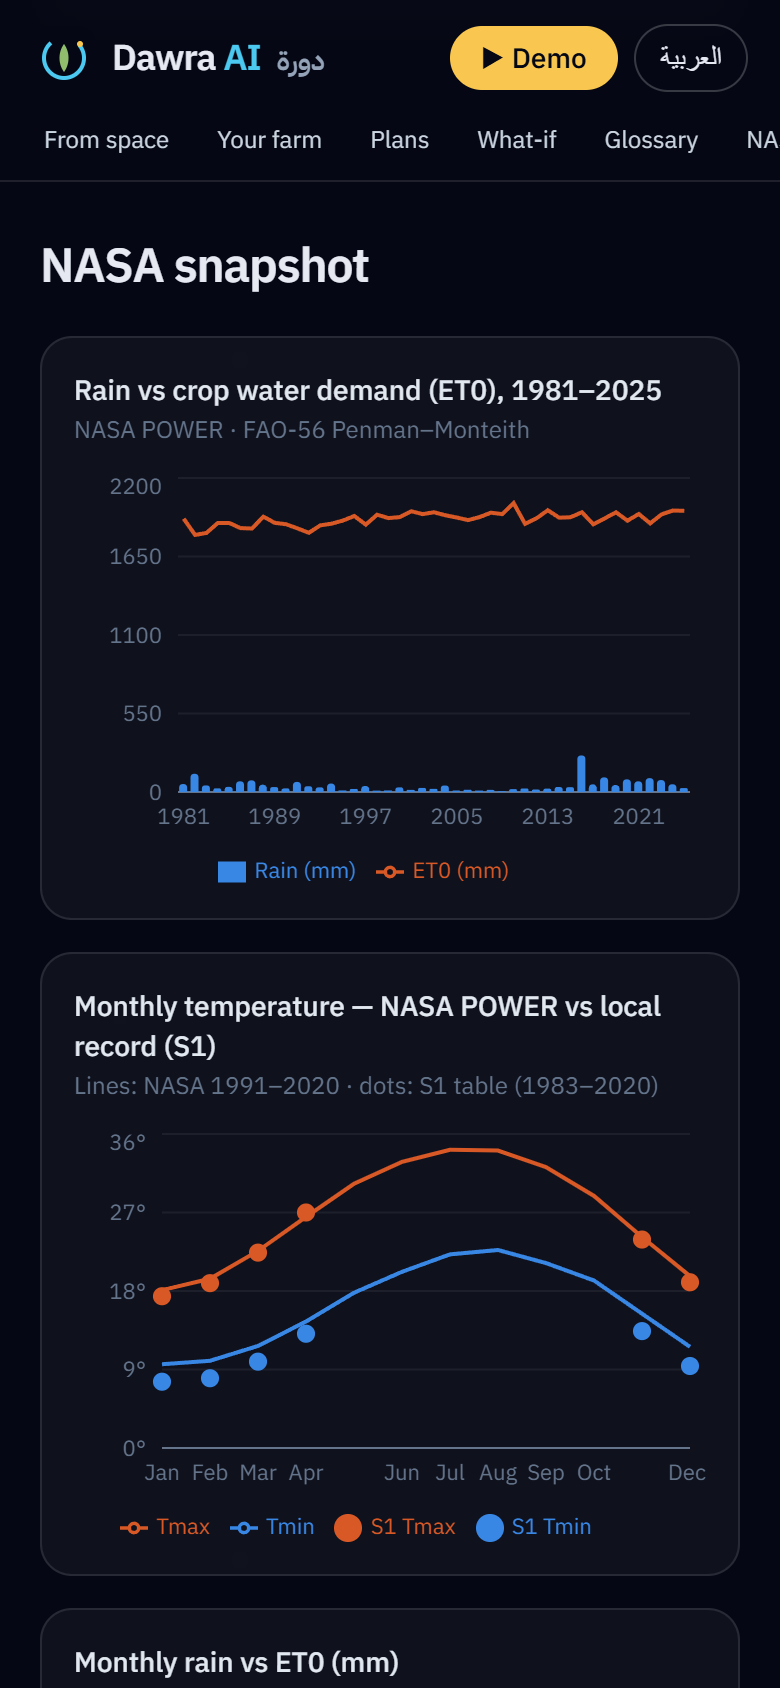 Dawra AI دورة
▶ Demo
العربية
From space Your farm Plans What-if Glossary NA
NASA snapshot
Rain vs crop water demand (ET0), 1981–2025
NASA POWER · FAO-56 Penman–Monteith
2200
1650
1100
550
0
1981 1989 1997 2005 2013 2021
Rain (mm) ET0 (mm)
Monthly temperature — NASA POWER vs local
record (S1)
Lines: NASA 1991–2020 · dots: S1 table (1983–2020)
36°
27°
18°
9°
0°
Jan Feb Mar Apr Jun Jul Aug Sep Oct Dec
Tmax Tmin S1 Tmax S1 Tmin
Monthly rain vs ET0 (mm)